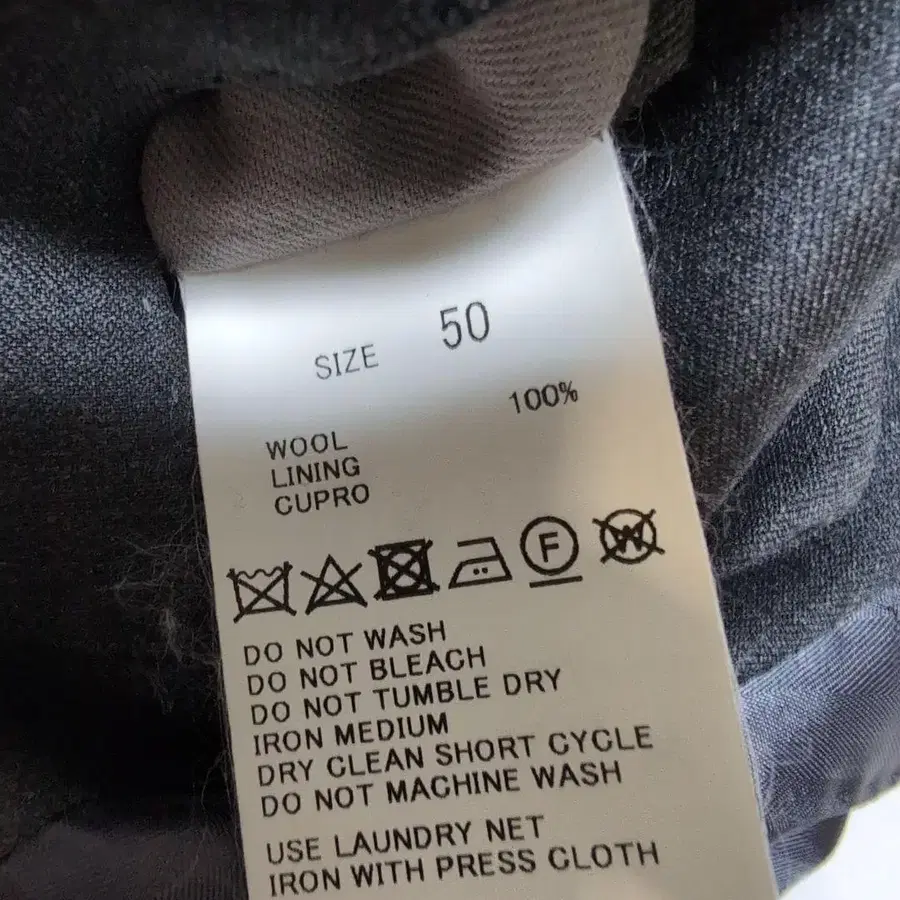 SIZE 50
100%
WOOL
LINING
CUPRO
F W
DO NOT WASH
DO NOT BLEACH
DO NOT TUMBLE DRY
IRON MEDIUM
DRY CLEAN SHORT CYCLE
DO NOT MACHINE WASH
USE LAUNDRY NET
IRON WITH PRESS CLOTH